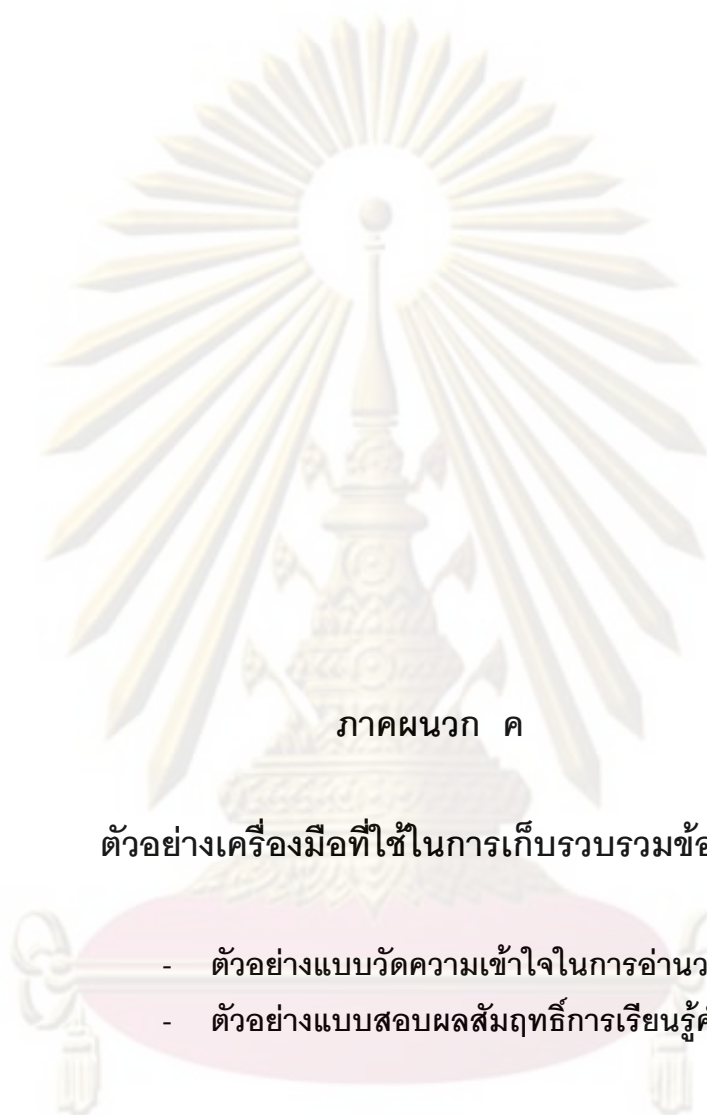 ภาคผนวก ค
ตัวอย่างเครื่องมือที่ใช้ในการเก็บรวบรวมข้อ
- ตัวอย่างแบบวัดความเข้าใจในการอ่านว
- ตัวอย่างแบบสอบผลสัมฤทธิ์การเรียนรู้ค